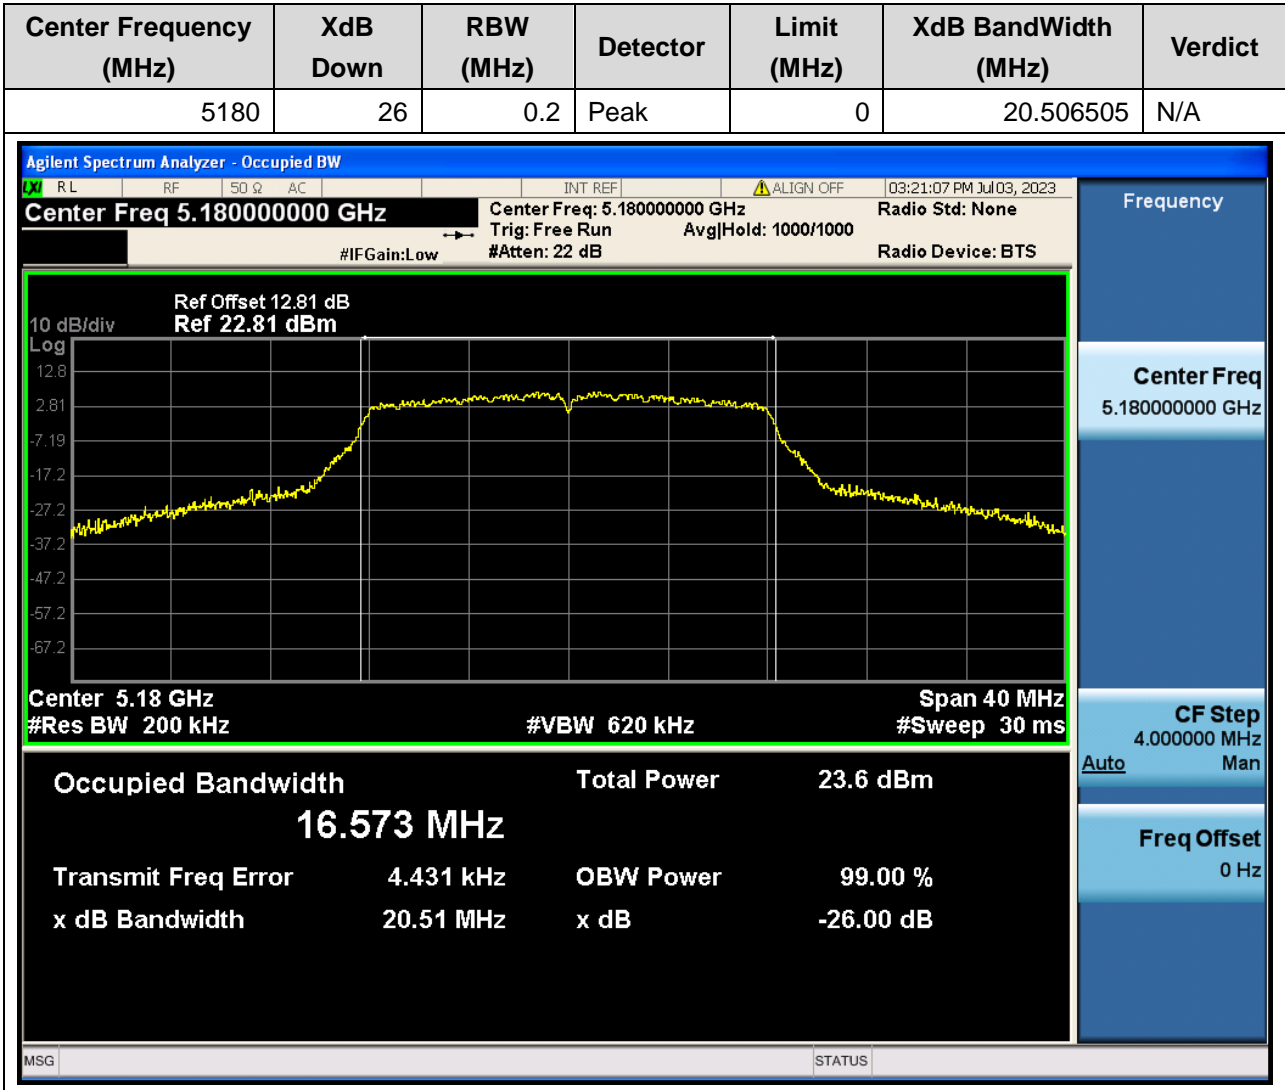 Center Frequency (MHz) XdB Down RBW (MHz) Detector Limit (MHz) XdB BandWidth (MHz) Verdict
5180 26 0.2 Peak 0 20.506505 N/A
Agilent Spectrum Analyzer - Occupied BW
LXI RL RF 50 Ω AC INT REF ALIGN OFF 03:21:07 PM Jul 03, 2023
Center Freq 5.180000000 GHz Center Freq: 5.180000000 GHz Radio Std: None
Trig: Free Run Avg|Hold: 1000/1000
#IFGain:Low #Atten: 22 dB Radio Device: BTS
Ref Offset 12.81 dB
10 dB/div Ref 22.81 dBm
Log
12.8
2.81
-7.19
-17.2
-27.2
-37.2
-47.2
-57.2
-67.2
Center 5.18 GHz Span 40 MHz
#Res BW 200 kHz #VBW 620 kHz #Sweep 30 ms
Occupied Bandwidth Total Power 23.6 dBm
16.573 MHz
Transmit Freq Error 4.431 kHz OBW Power 99.00 %
x dB Bandwidth 20.51 MHz x dB -26.00 dB
Frequency
Center Freq
5.180000000 GHz
CF Step
4.000000 MHz
Auto Man
Freq Offset
0 Hz
MSG STATUS